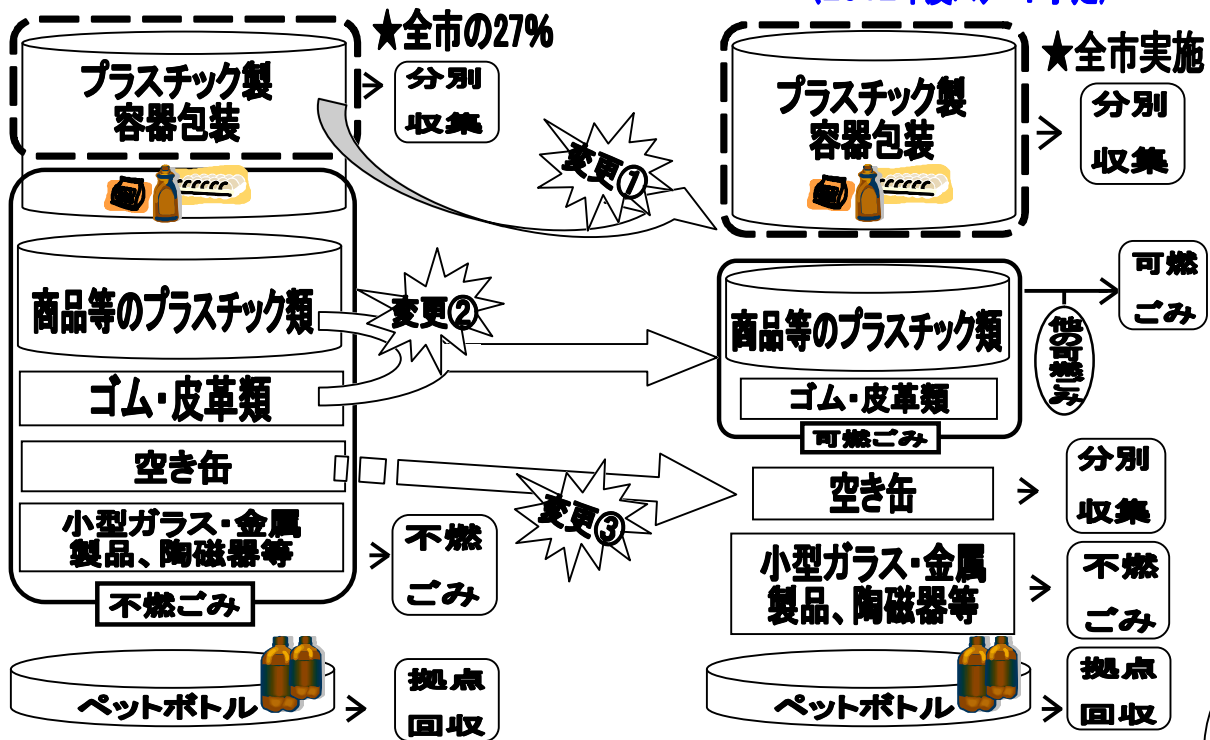 ★全市の27%
プラスチック製
容器包装
分別
収集
商品等のプラスチック類
ゴム・皮革類
空き缶
小型ガラス・金属
製品、陶磁器等
不燃ごみ
不燃
ごみ
ペットボトル
拠点
回収
変更①
変更②
変更③
★全市実施
プラスチック製
容器包装
分別
収集
商品等のプラスチック類
ゴム・皮革類
可燃ごみ
他の可燃ごみ
可燃
ごみ
空き缶
分別
収集
小型ガラス・金属
製品、陶磁器等
不燃
ごみ
ペットボトル
拠点
回収